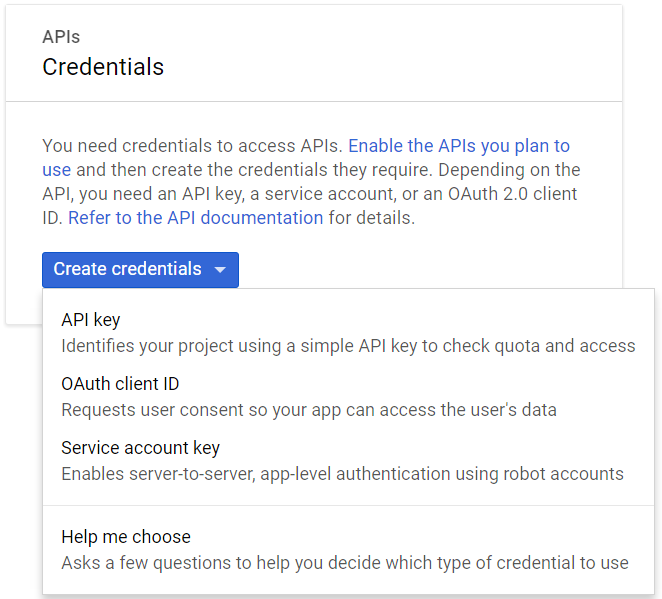 APIs
Credentials
You need credentials to access APIs. Enable the APIs you plan to
use and then create the credentials they require. Depending on the
API, you need an API key, a service account, or an OAuth 2.0 client
ID. Refer to the API documentation for details.
Create credentials
API key
Identifies your project using a simple API key to check quota and access
OAuth client ID
Requests user consent so your app can access the user's data
Service account key
Enables server-to-server, app-level authentication using robot accounts
Help me choose
Asks a few questions to help you decide which type of credential to use